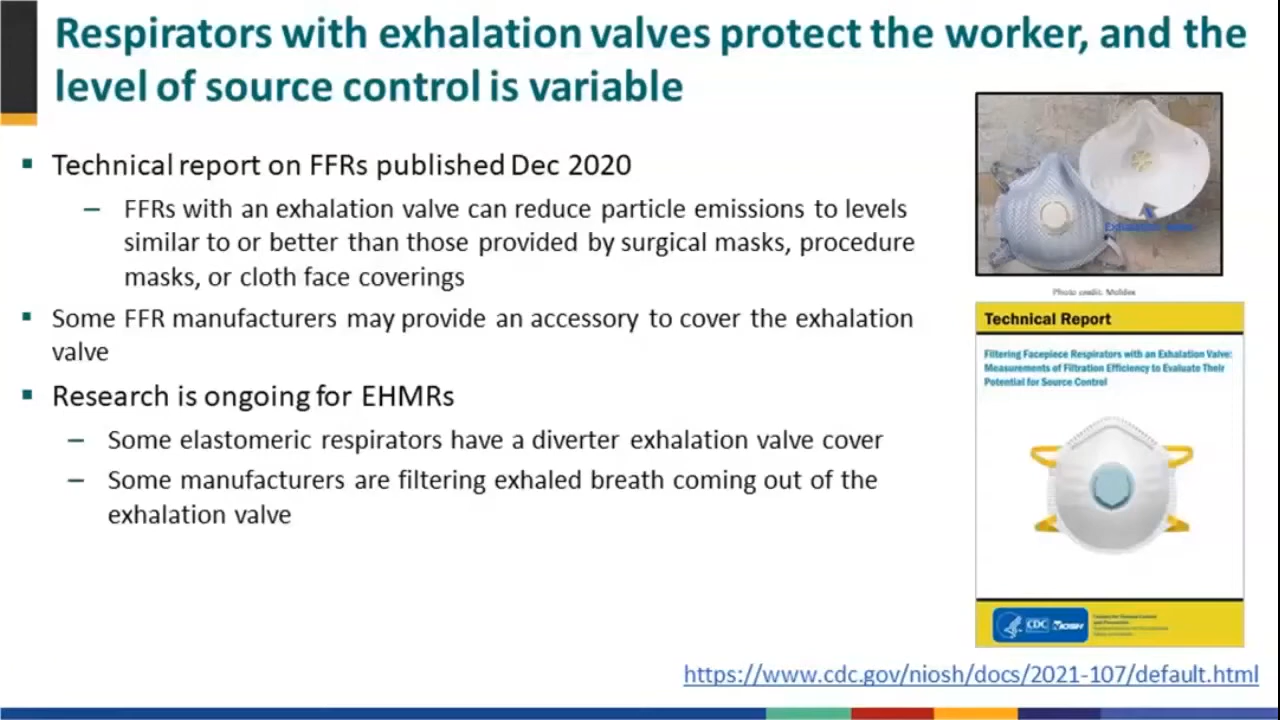 Respirators with exhalation valves protect the worker, and the
level of source control is variable
▪ Technical report on FFRs published Dec 2020
– FFRs with an exhalation valve can reduce particle emissions to levels
similar to or better than those provided by surgical masks, procedure
masks, or cloth face coverings
▪ Some FFR manufacturers may provide an accessory to cover the exhalation
valve
▪ Research is ongoing for EHMRs
– Some elastomeric respirators have a diverter exhalation valve cover
– Some manufacturers are filtering exhaled breath coming out of the
exhalation valve
Photo credit: Moldex
Technical Report
Filtering Facepiece Respirators with an Exhalation Valve:
Measurements of Filtration Efficiency to Evaluate Their
Potential for Source Control
CDC NIOSH
https://www.cdc.gov/niosh/docs/2021-107/default.html